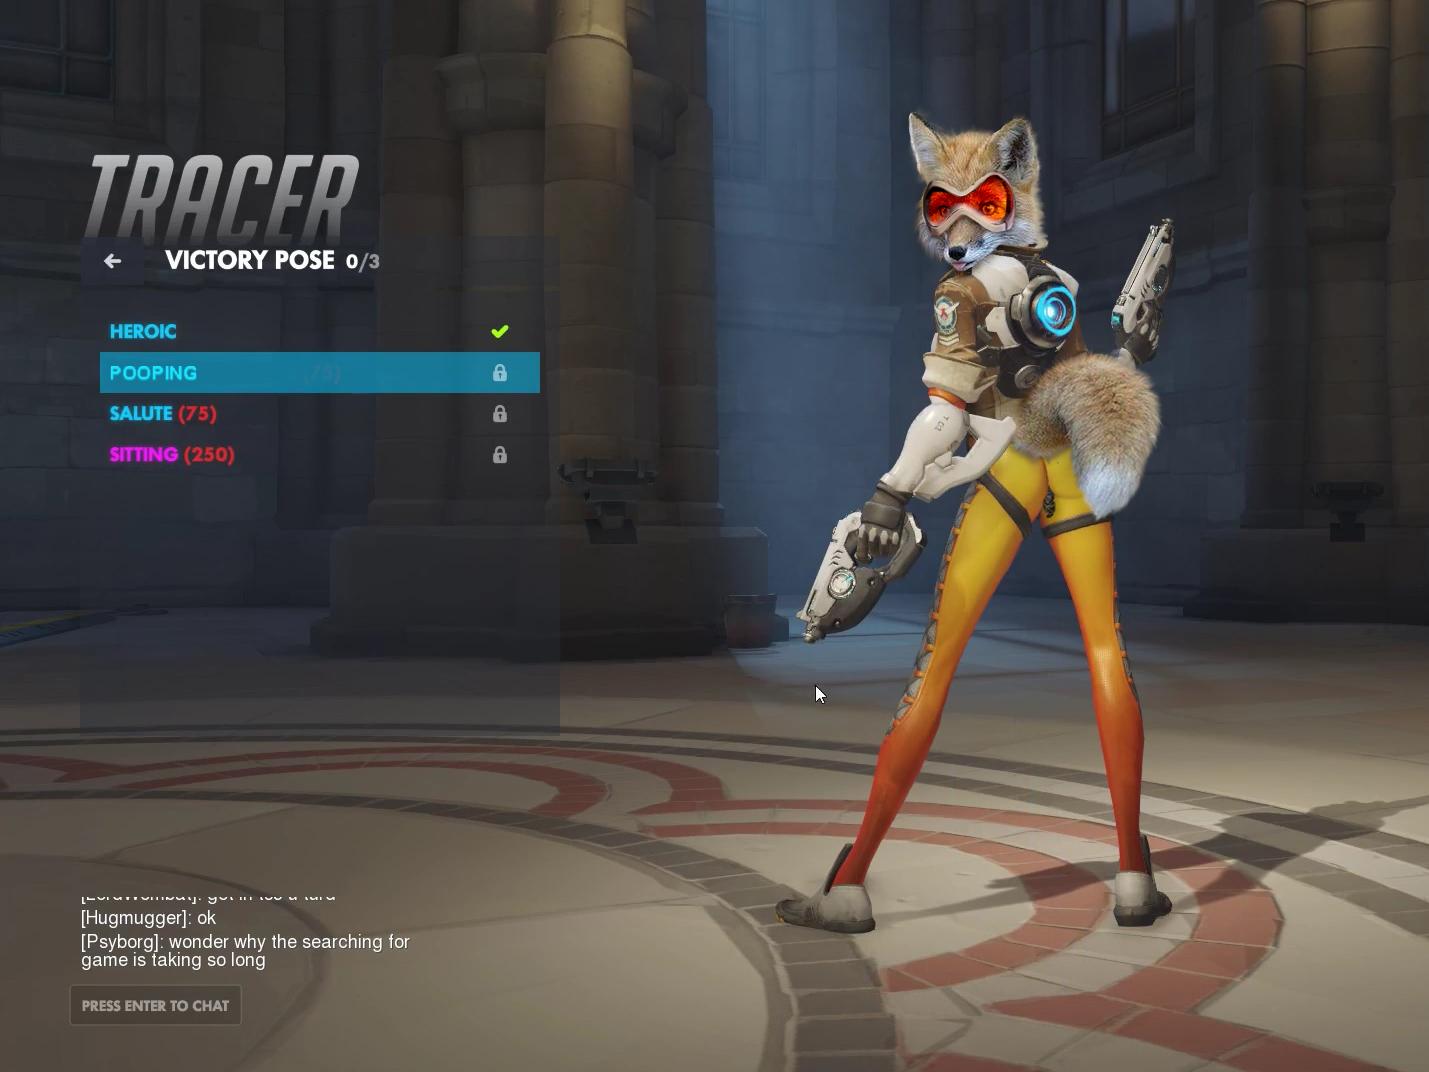 TRACER
VICTORY POSE 0/3
HEROIC
POOPING
SALUTE (75)
SITTING (250)
[Hugmugger]: ok
[Psyborg]: wonder why the searching for
game is taking so long
PRESS ENTER TO CHAT